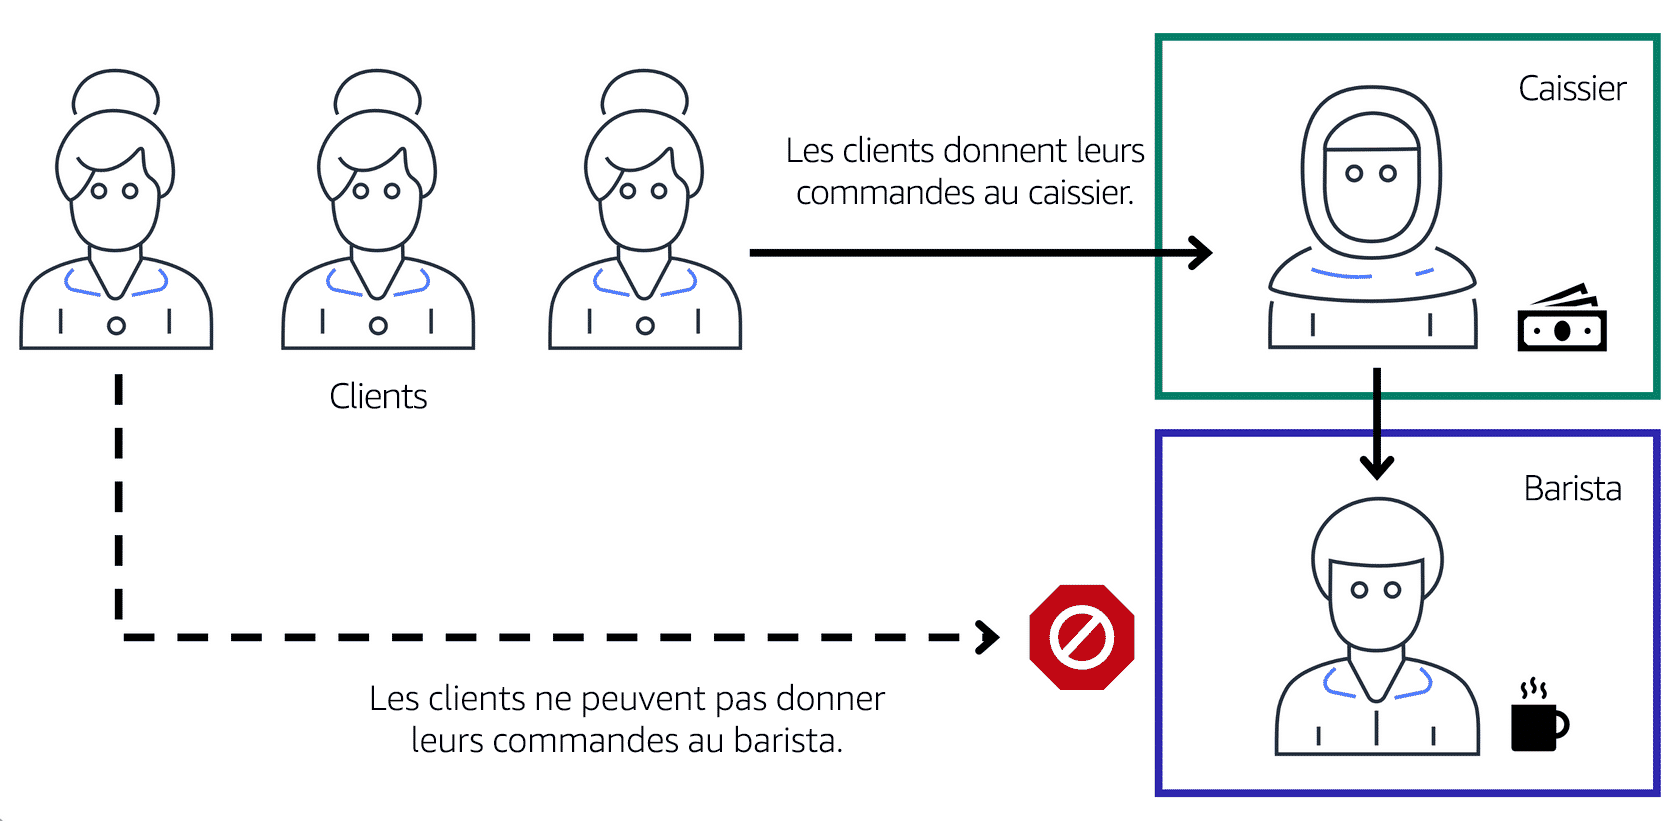 Caissier
Les clients donnent leurs
commandes au caissier.
Clients
Barista
Les clients ne peuvent pas donner
leurs commandes au barista.